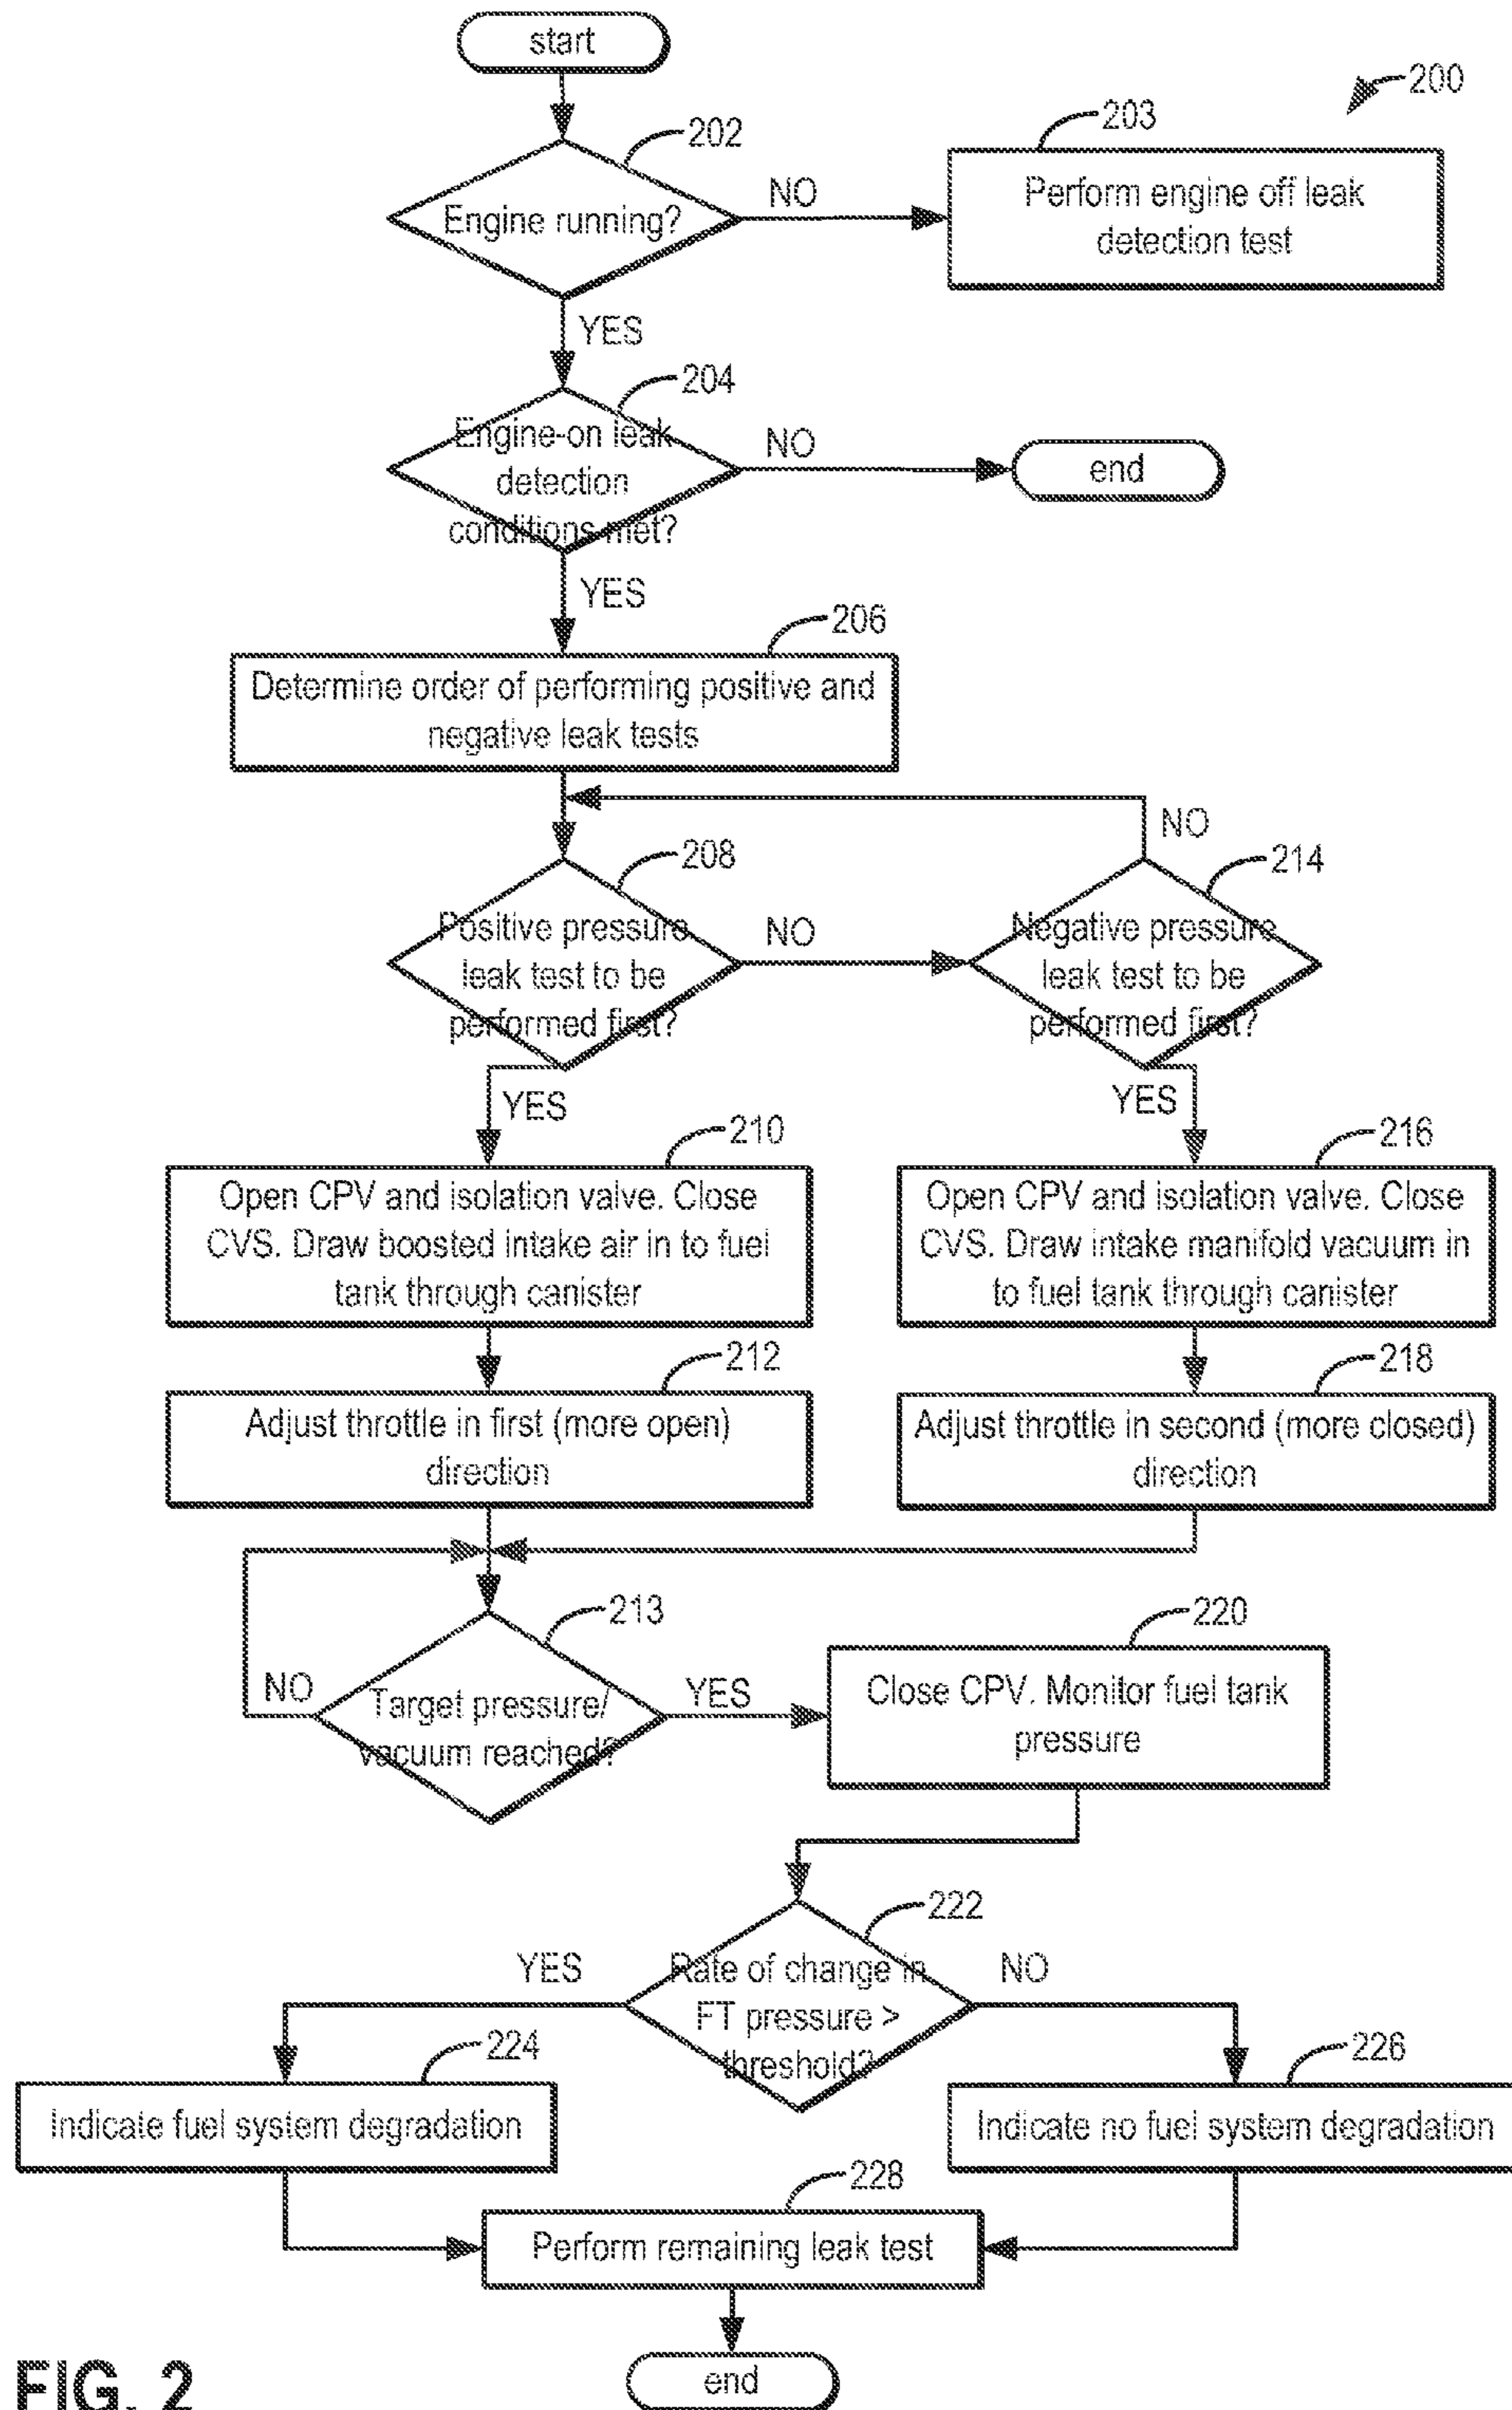 start
200
202
203
Engine running?
NO
Perform engine off leak
detection test
YES
204
Engine-on leak
detection
conditions met?
NO
end
YES
206
Determine order of performing positive and
negative leak tests
NO
208
214
Positive pressure
leak test to be
performed first?
NO
Negative pressure
leak test to be
performed first?
YES
YES
210
216
Open CPV and isolation valve. Close
CVS. Draw boosted intake air in to fuel
tank through canister
Open CPV and isolation valve. Close
CVS. Draw intake manifold vacuum in
to fuel tank through canister
212
218
Adjust throttle in first (more open)
direction
Adjust throttle in second (more closed)
direction
213
220
NO
Target pressure/
vacuum reached?
YES
Close CPV. Monitor fuel tank
pressure
222
YES
Rate of change in
FT pressure >
threshold?
NO
224
226
Indicate fuel system degradation
Indicate no fuel system degradation
228
Perform remaining leak test
end
FIG. 2